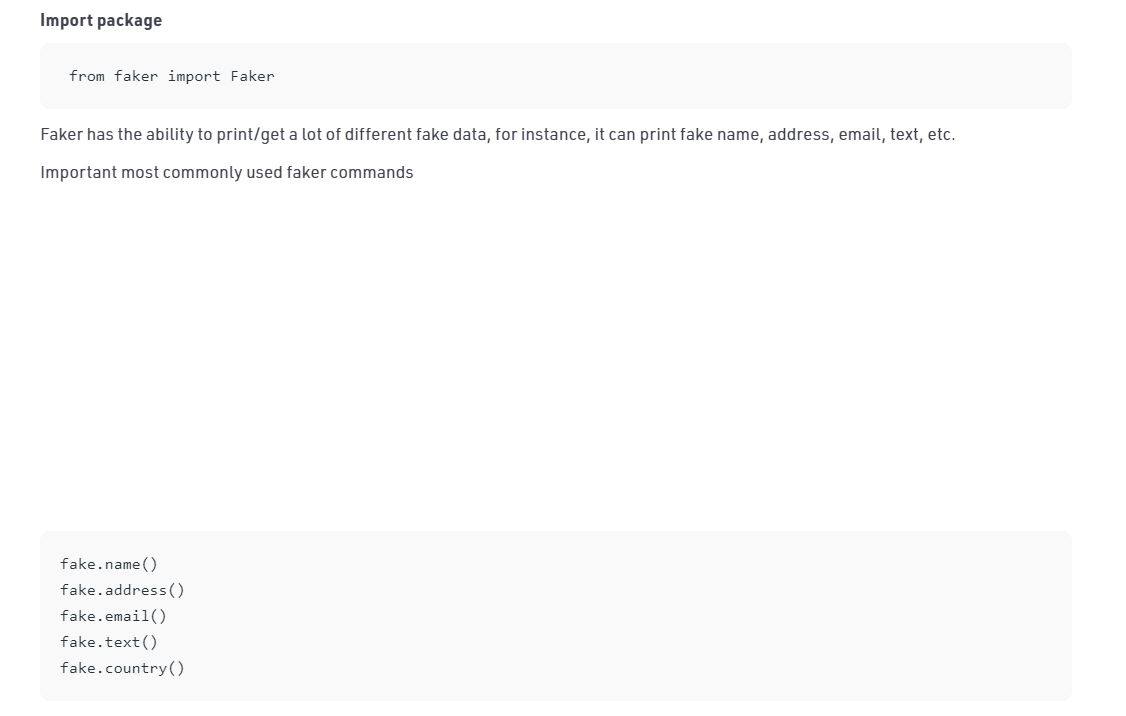 Import package
from faker import Faker
Faker has the ability to print/get a lot of different fake data, for instance, it can print fake name, address, email, text, etc.
Important most commonly used faker commands
fake.name()
fake.address()
fake.email()
fake.text()
fake.country()